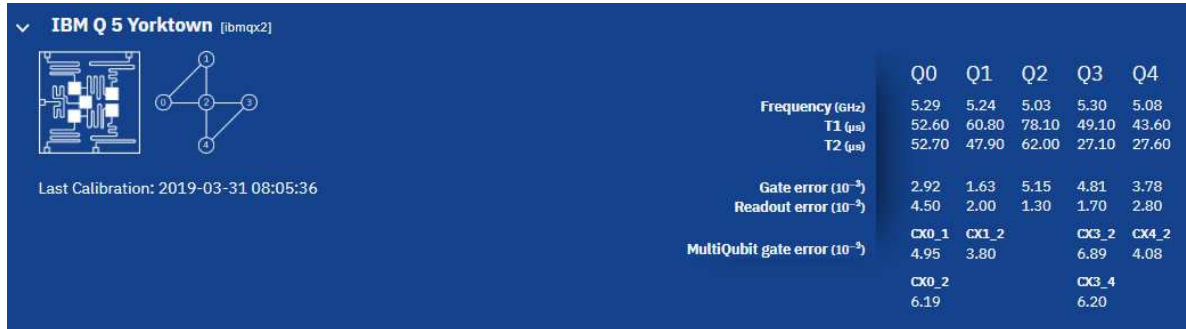 IBM Q 5 Yorktown [ibmqx2]
1
0 2 3
4
Last Calibration: 2019-03-31 08:05:36
Q0 Q1 Q2 Q3 Q4
Frequency (GHz) 5.29 5.24 5.03 5.30 5.08
T1 (μs) 52.60 60.80 78.10 49.10 43.60
T2 (μs) 52.70 47.90 62.00 27.10 27.60
Gate error (10⁻³) 2.92 1.63 5.15 4.81 3.78
Readout error (10⁻²) 4.50 2.00 1.30 1.70 2.80
CX0_1 CX1_2 CX3_2 CX4_2
MultiQubit gate error (10⁻²) 4.95 3.80 6.89 4.08
CX0_2 CX3_4
6.19 6.20